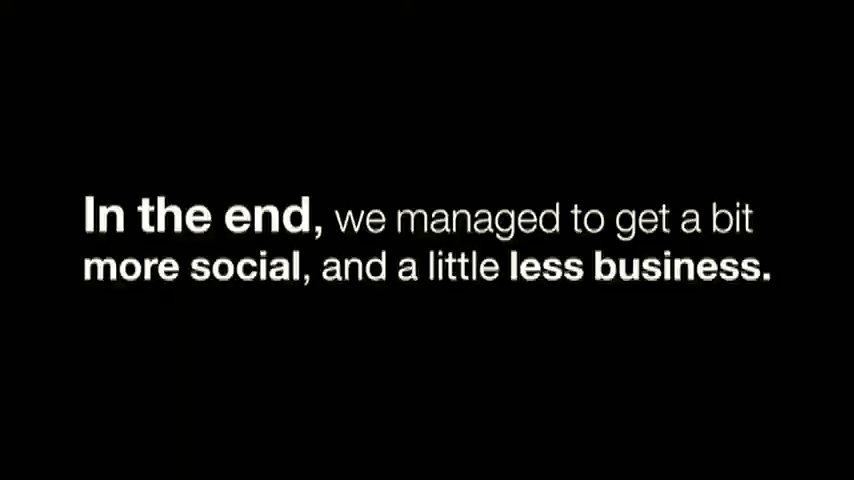 In the end, we managed to get a bit
more social, and a little less business.